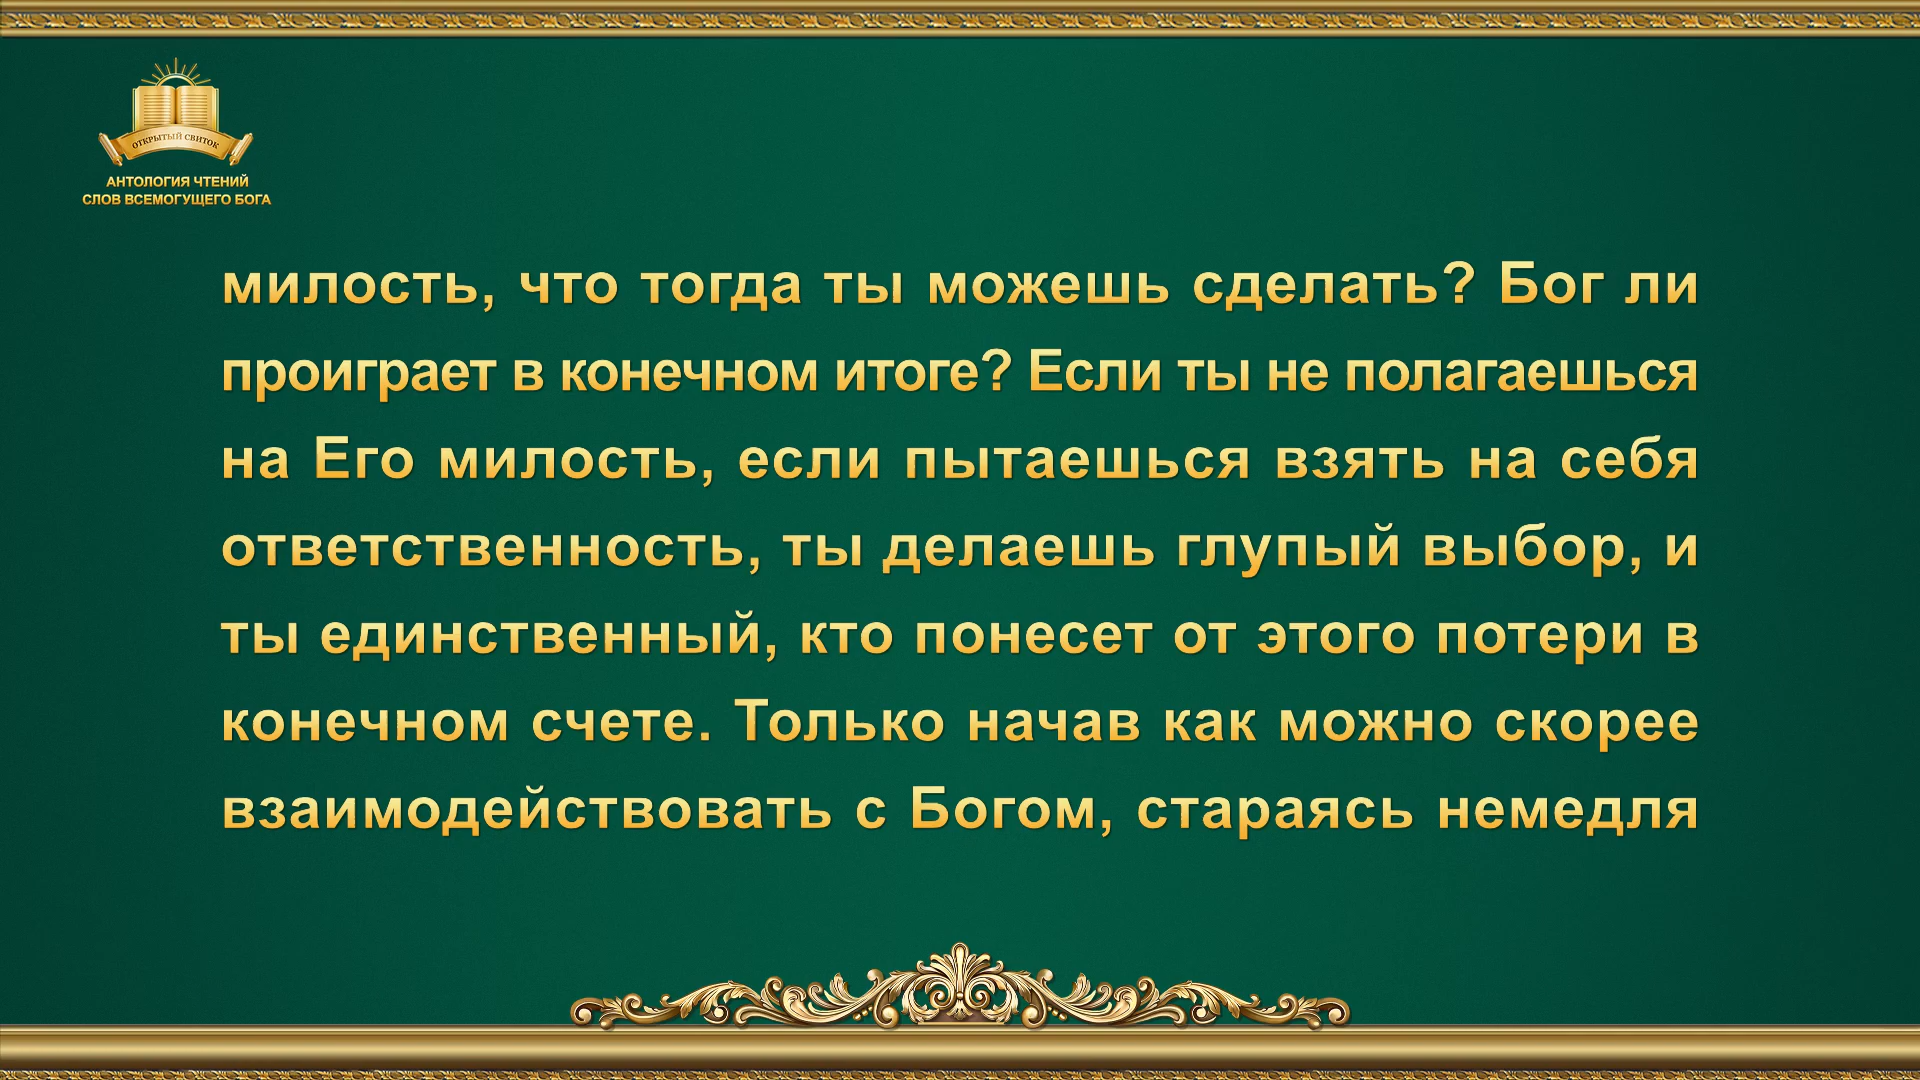 ОТКРЫТЫЙ СВИТОК
АНТОЛОГИЯ ЧТЕНИЙ
СЛОВ ВСЕМОГУЩЕГО БОГА
милость, что тогда ты можешь сделать? Бог ли
проиграет в конечном итоге? Если ты не полагаешься
на Его милость, если пытаешься взять на себя
ответственность, ты делаешь глупый выбор, и
ты единственный, кто понесет от этого потери в
конечном счете. Только начав как можно скорее
взаимодействовать с Богом, стараясь немедля